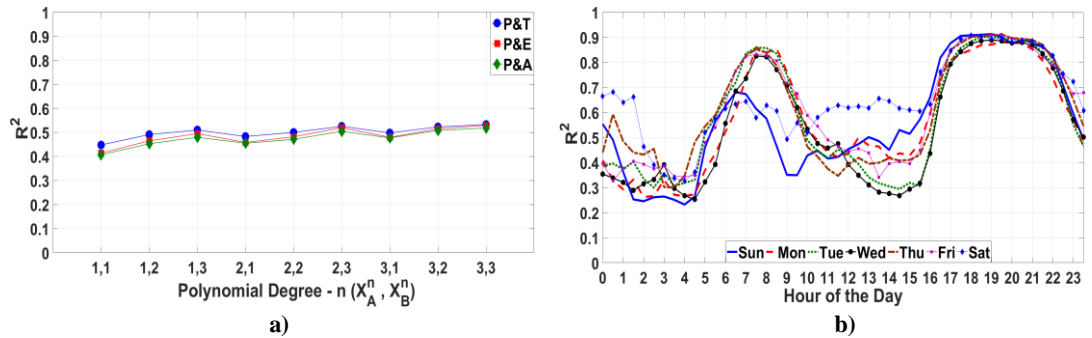 1
0.9
0.8
0.7
0.6
0.5
0.4
0.3
0.2
0.1
0
R²
1,1 1,2 1,3 2,1 2,2 2,3 3,1 3,2 3,3
Polynomial Degree - n (X_A^n , X_B^n)
P&T
P&E
P&A
a)
1
0.9
0.8
0.7
0.6
0.5
0.4
0.3
0.2
0.1
0
R²
Sun Mon Tue Wed Thu Fri Sat
0 1 2 3 4 5 6 7 8 9 10 11 12 13 14 15 16 17 18 19 20 21 22 23
Hour of the Day
b)